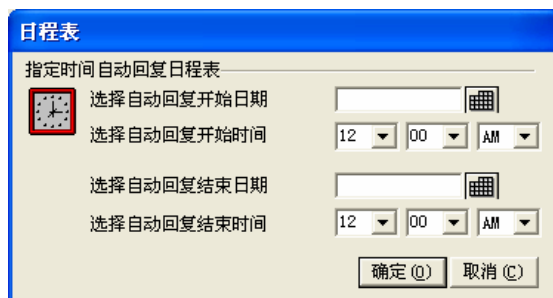 日程表
指定时间自动回复日程表
选择自动回复开始日期
选择自动回复开始时间 12 00 AM
选择自动回复结束日期
选择自动回复结束时间 12 00 AM
确定(O) 取消(C)